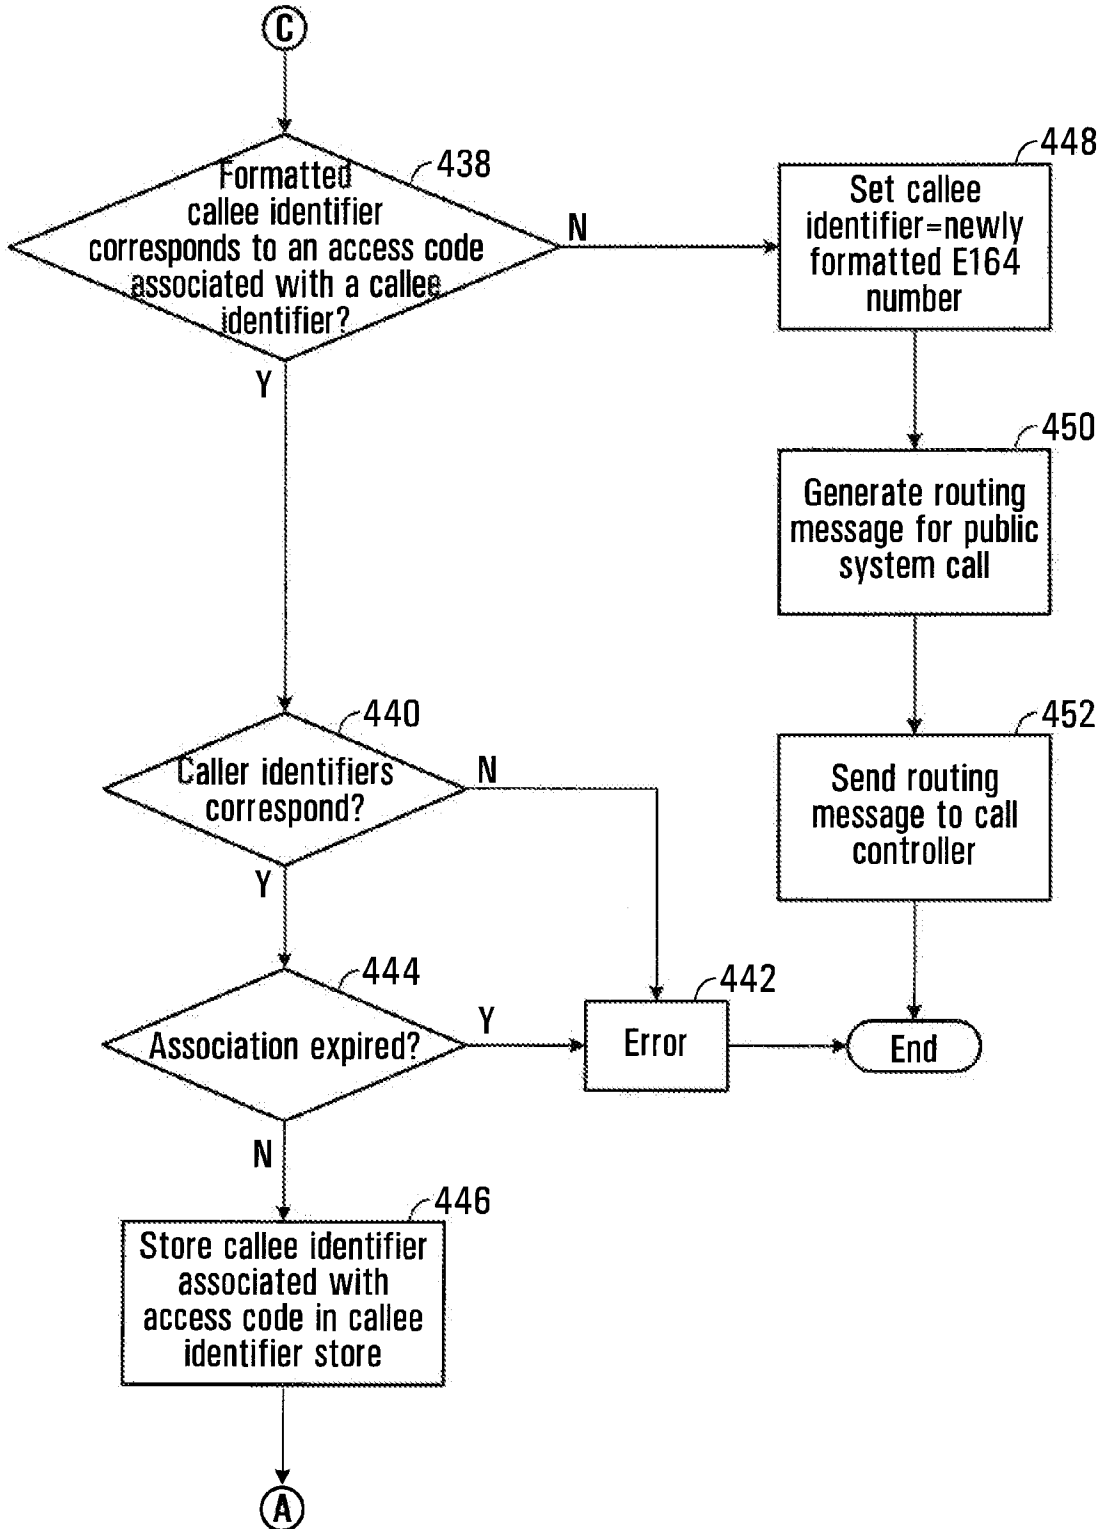 C
438
Formatted
callee identifier
corresponds to an access code
associated with a callee
identifier?
N
Y
448
Set callee
identifier=newly
formatted E164
number
450
Generate routing
message for public
system call
452
Send routing
message to call
controller
440
Caller identifiers
correspond?
N
Y
444
Association expired?
Y
N
442
Error
End
446
Store callee identifier
associated with
access code in callee
identifier store
A